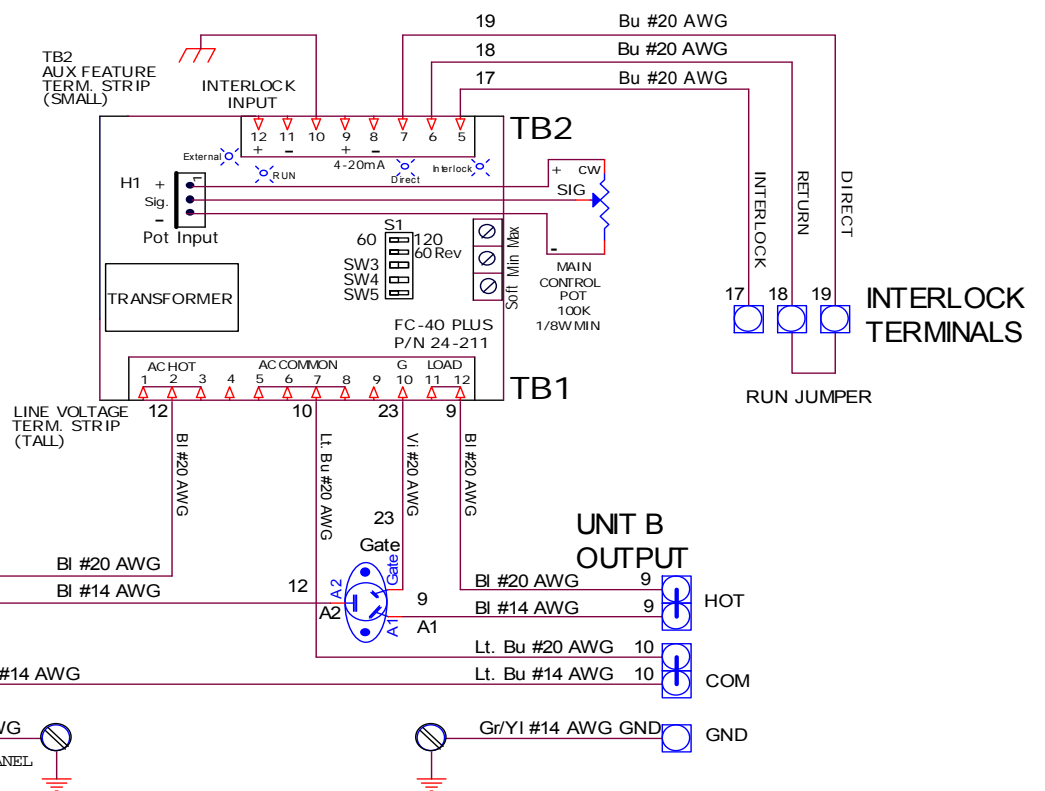 19 Bu #20 AWG
18 Bu #20 AWG
17 Bu #20 AWG
TB2
AUX FEATURE
TERM. STRIP
(SMALL)
INTERLOCK
INPUT
12 11 10 9 8 7 6 5
+ - + -
4-20mA
TB2
External
RUN
Direct
Interlock
H1 +
Sig.
-
1
Pot Input
+ CW
SIG
-
MAIN
CONTROL
POT
100K
1/8W MIN
S1
60 120
60 Rev
SW3
SW4
SW5
Soft Min Max
TRANSFORMER
FC-40 PLUS
P/N 24-211
INTERLOCK
RETURN
DIRECT
17 18 19
INTERLOCK
TERMINALS
RUN JUMPER
AC HOT AC COMMON G LOAD
1 2 3 4 5 6 7 8 9 10 11 12
TB1
LINE VOLTAGE
TERM. STRIP
(TALL)
12 10 23 9
Bl #20 AWG
Lt. Bu #20 AWG
Vi #20 AWG
Bl #20 AWG
23
Gate
Gate
A2
A1
12
A2
9
A1
UNIT B
OUTPUT
Bl #20 AWG
Bl #14 AWG
Bl #20 AWG 9
Bl #14 AWG 9
HOT
Lt. Bu #20 AWG 10
Lt. Bu #14 AWG 10
COM
#14 AWG
WG
ANEL
Gr/Yl #14 AWG GND
GND